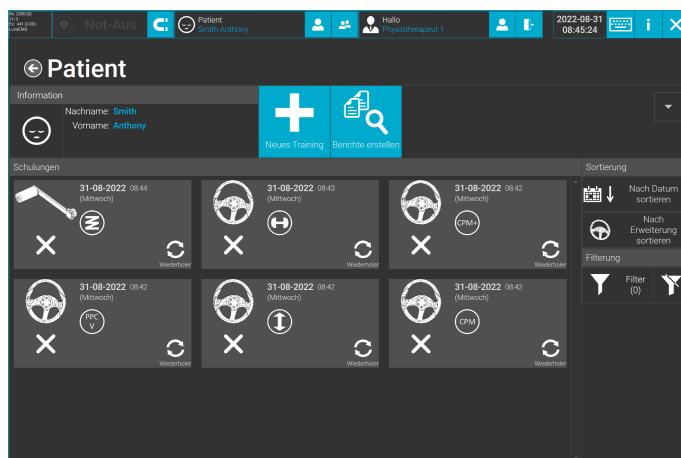 Not-Aus
Patient
Smith Anthony
Hallo
Physiotherapeut 1
2022-08-31
08:45:24
Patient
Information
Nachname: Smith
Vorname: Anthony
Neues Training
Berichte erstellen
Schulungen
Sortierung
31-08-2022 08:44
(Mittwoch)
Wiederholer
31-08-2022 08:43
(Mittwoch)
Wiederholer
31-08-2022 08:42
(Mittwoch)
CPM+
Wiederholer
Nach Datum
sortieren
Nach
Erweiterung
sortieren
Filterung
Filter
(0)
31-08-2022 08:42
(Mittwoch)
PPC
V
Wiederholer
31-08-2022 08:42
(Mittwoch)
Wiederholer
31-08-2022 08:42
(Mittwoch)
CPM
Wiederholer